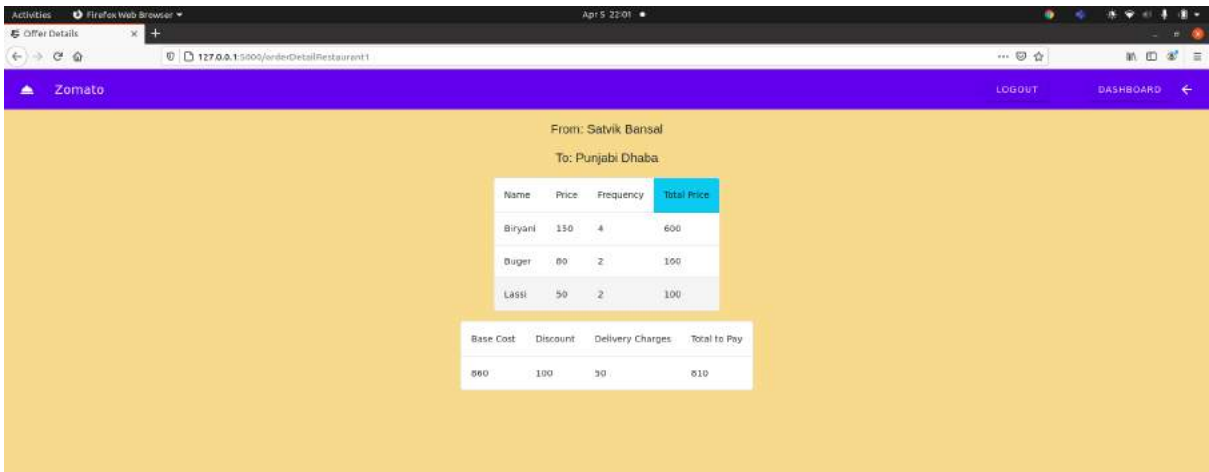 Activities Firefox Web Browser Apr 5 22:01
Offer Details
127.0.0.1:5000/orderDetailRestaurant1
Zomato LOGOUT DASHBOARD
From: Satvik Bansal
To: Punjabi Dhaba
Name Price Frequency Total Price
Biryani 150 4 600
Buger 80 2 160
Lassi 50 2 100
Base Cost Discount Delivery Charges Total to Pay
860 100 50 810